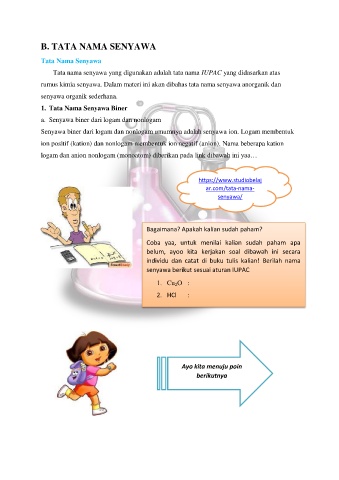 B. TATA NAMA SENYAWA
Tata Nama Senyawa
Tata nama senyawa yang digunakan adalah tata nama IUPAC yang didasarkan atas
rumus kimia senyawa. Dalam materi ini akan dibahas tata nama senyawa anorganik dan
senyawa organik sederhana.
1. Tata Nama Senyawa Biner
a. Senyawa biner dari logam dan nonlogam
Senyawa biner dari logam dan nonlogam umumnya adalah senyawa ion. Logam membentuk
ion positif (kation) dan nonlogam membentuk ion negatif (anion). Nama beberapa kation
logam dan anion nonlogam (monoatom) diberikan pada link dibawah ini yaa…
https://www.studiobelaj
ar.com/tata-nama-
senyawa/
Bagaimana? Apakah kalian sudah paham?
Coba yaa, untuk menilai kalian sudah paham apa
belum, ayoo kita kerjakan soal dibawah ini secara
individu dan catat di buku tulis kalian! Berilah nama
senyawa berikut sesuai aturan IUPAC
1. Cu₂O :
2. HCl :
Ayo kita menuju poin
berikutnya